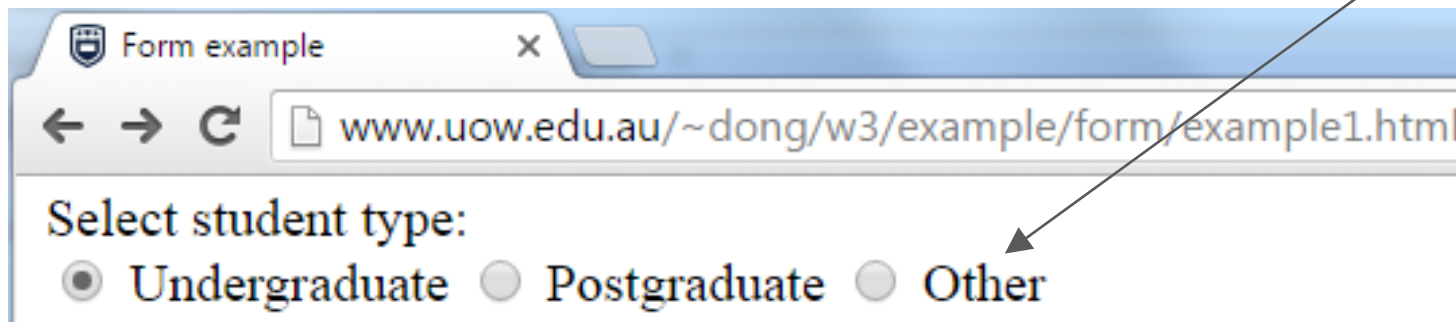 Form example
www.uow.edu.au/~dong/w3/example/form/example1.html
Select student type:
Undergraduate Postgraduate Other